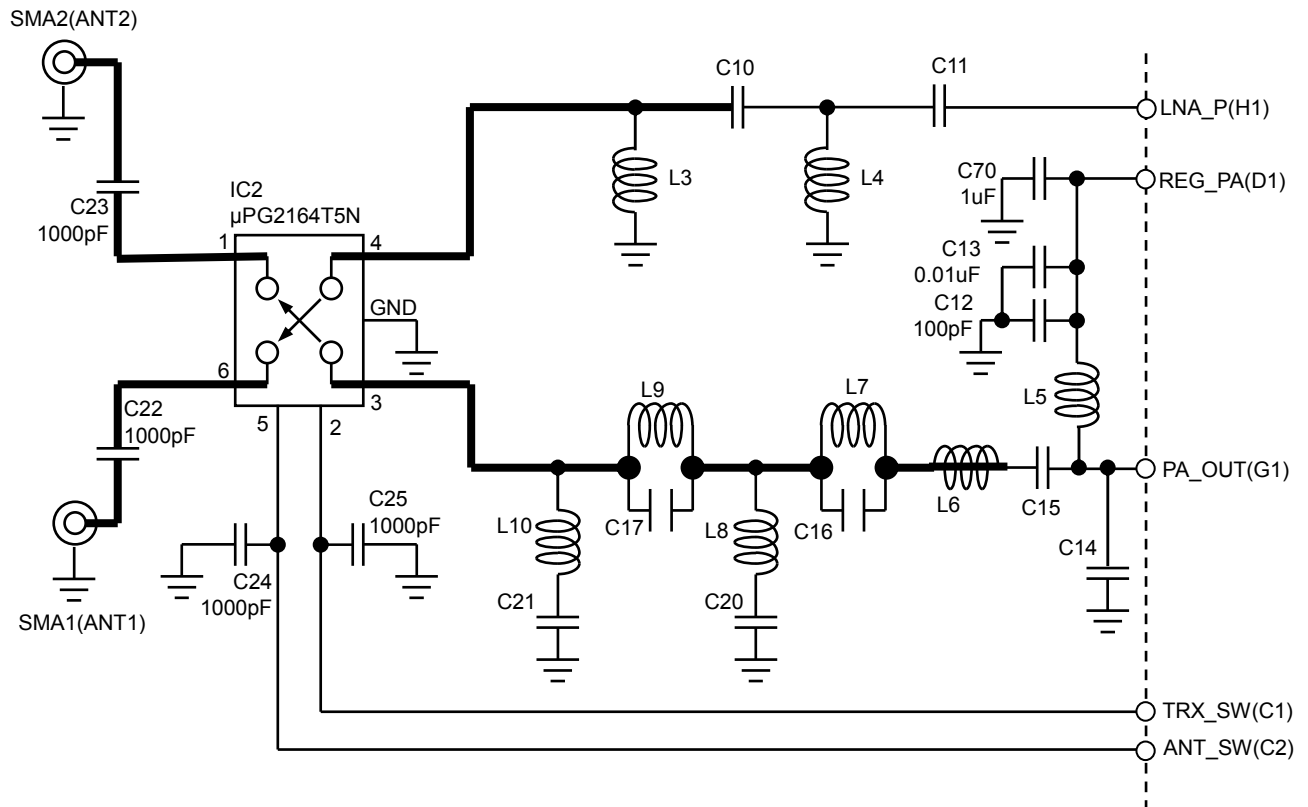 SMA2(ANT2)
C10
C11
LNA_P(H1)
L3
L4
C70
1uF
REG_PA(D1)
C23
1000pF
IC2
µPG2164T5N
1
4
C13
0.01uF
GND
C12
100pF
6
3
L9
L7
L5
C22
1000pF
5
2
PA_OUT(G1)
C25
1000pF
L10
C17
L8
C16
L6
C15
C14
C24
1000pF
C21
C20
SMA1(ANT1)
TRX_SW(C1)
ANT_SW(C2)